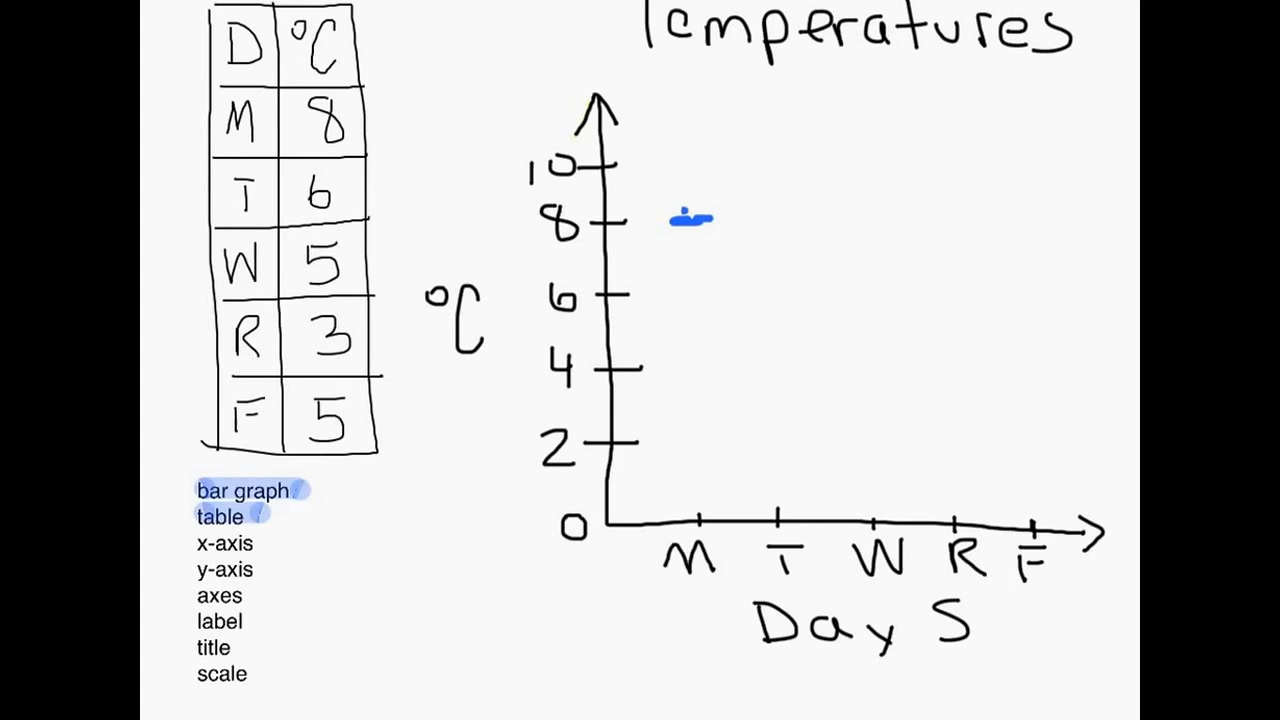 D °C
M 8
T 6
W 5
R 3
F 5
bar graph
table
x-axis
y-axis
axes
label
title
scale
Temperatures
°C
10
8
6
4
2
0
M T W R F
Days